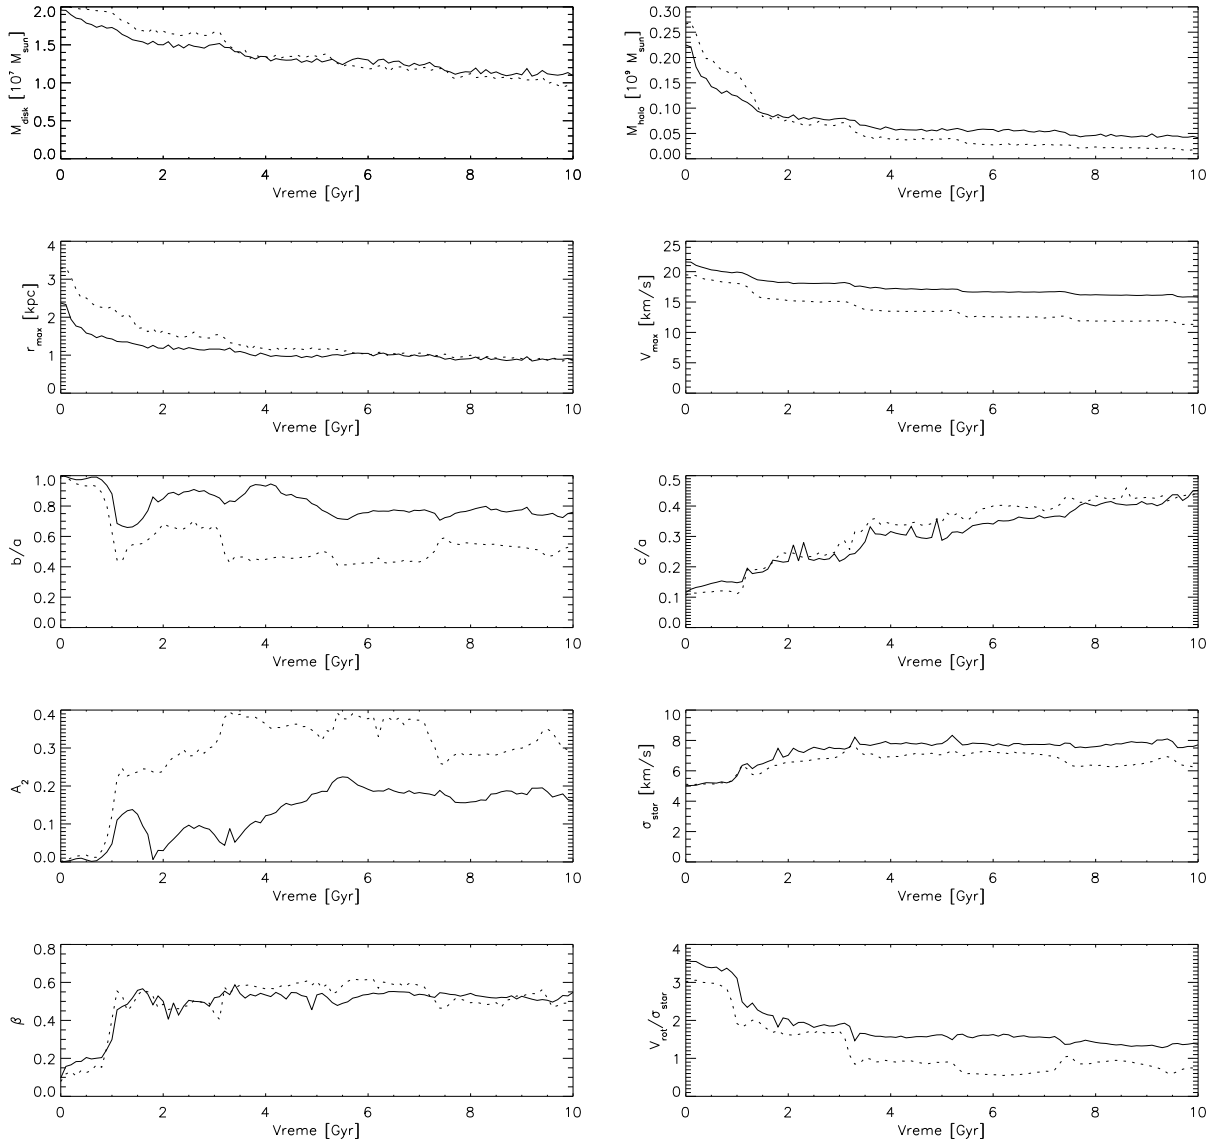 2.0
1.5
1.0
0.5
0.0
M_disk [10^7 M_sun]
0 2 4 6 8 10
Vreme [Gyr]
0.30
0.25
0.20
0.15
0.10
0.05
0.00
M_halo [10^9 M_sun]
0 2 4 6 8 10
Vreme [Gyr]
4
3
2
1
0
r_max [kpc]
0 2 4 6 8 10
Vreme [Gyr]
25
20
15
10
5
0
V_max [km/s]
0 2 4 6 8 10
Vreme [Gyr]
1.0
0.8
0.6
0.4
0.2
0.0
b/a
0 2 4 6 8 10
Vreme [Gyr]
0.5
0.4
0.3
0.2
0.1
0.0
c/a
0 2 4 6 8 10
Vreme [Gyr]
0.4
0.3
0.2
0.1
0.0
A_2
0 2 4 6 8 10
Vreme [Gyr]
10
8
6
4
2
0
σ_star [km/s]
0 2 4 6 8 10
Vreme [Gyr]
0.8
0.6
0.4
0.2
0.0
β
0 2 4 6 8 10
Vreme [Gyr]
4
3
2
1
0
V_rot/σ_star
0 2 4 6 8 10
Vreme [Gyr]